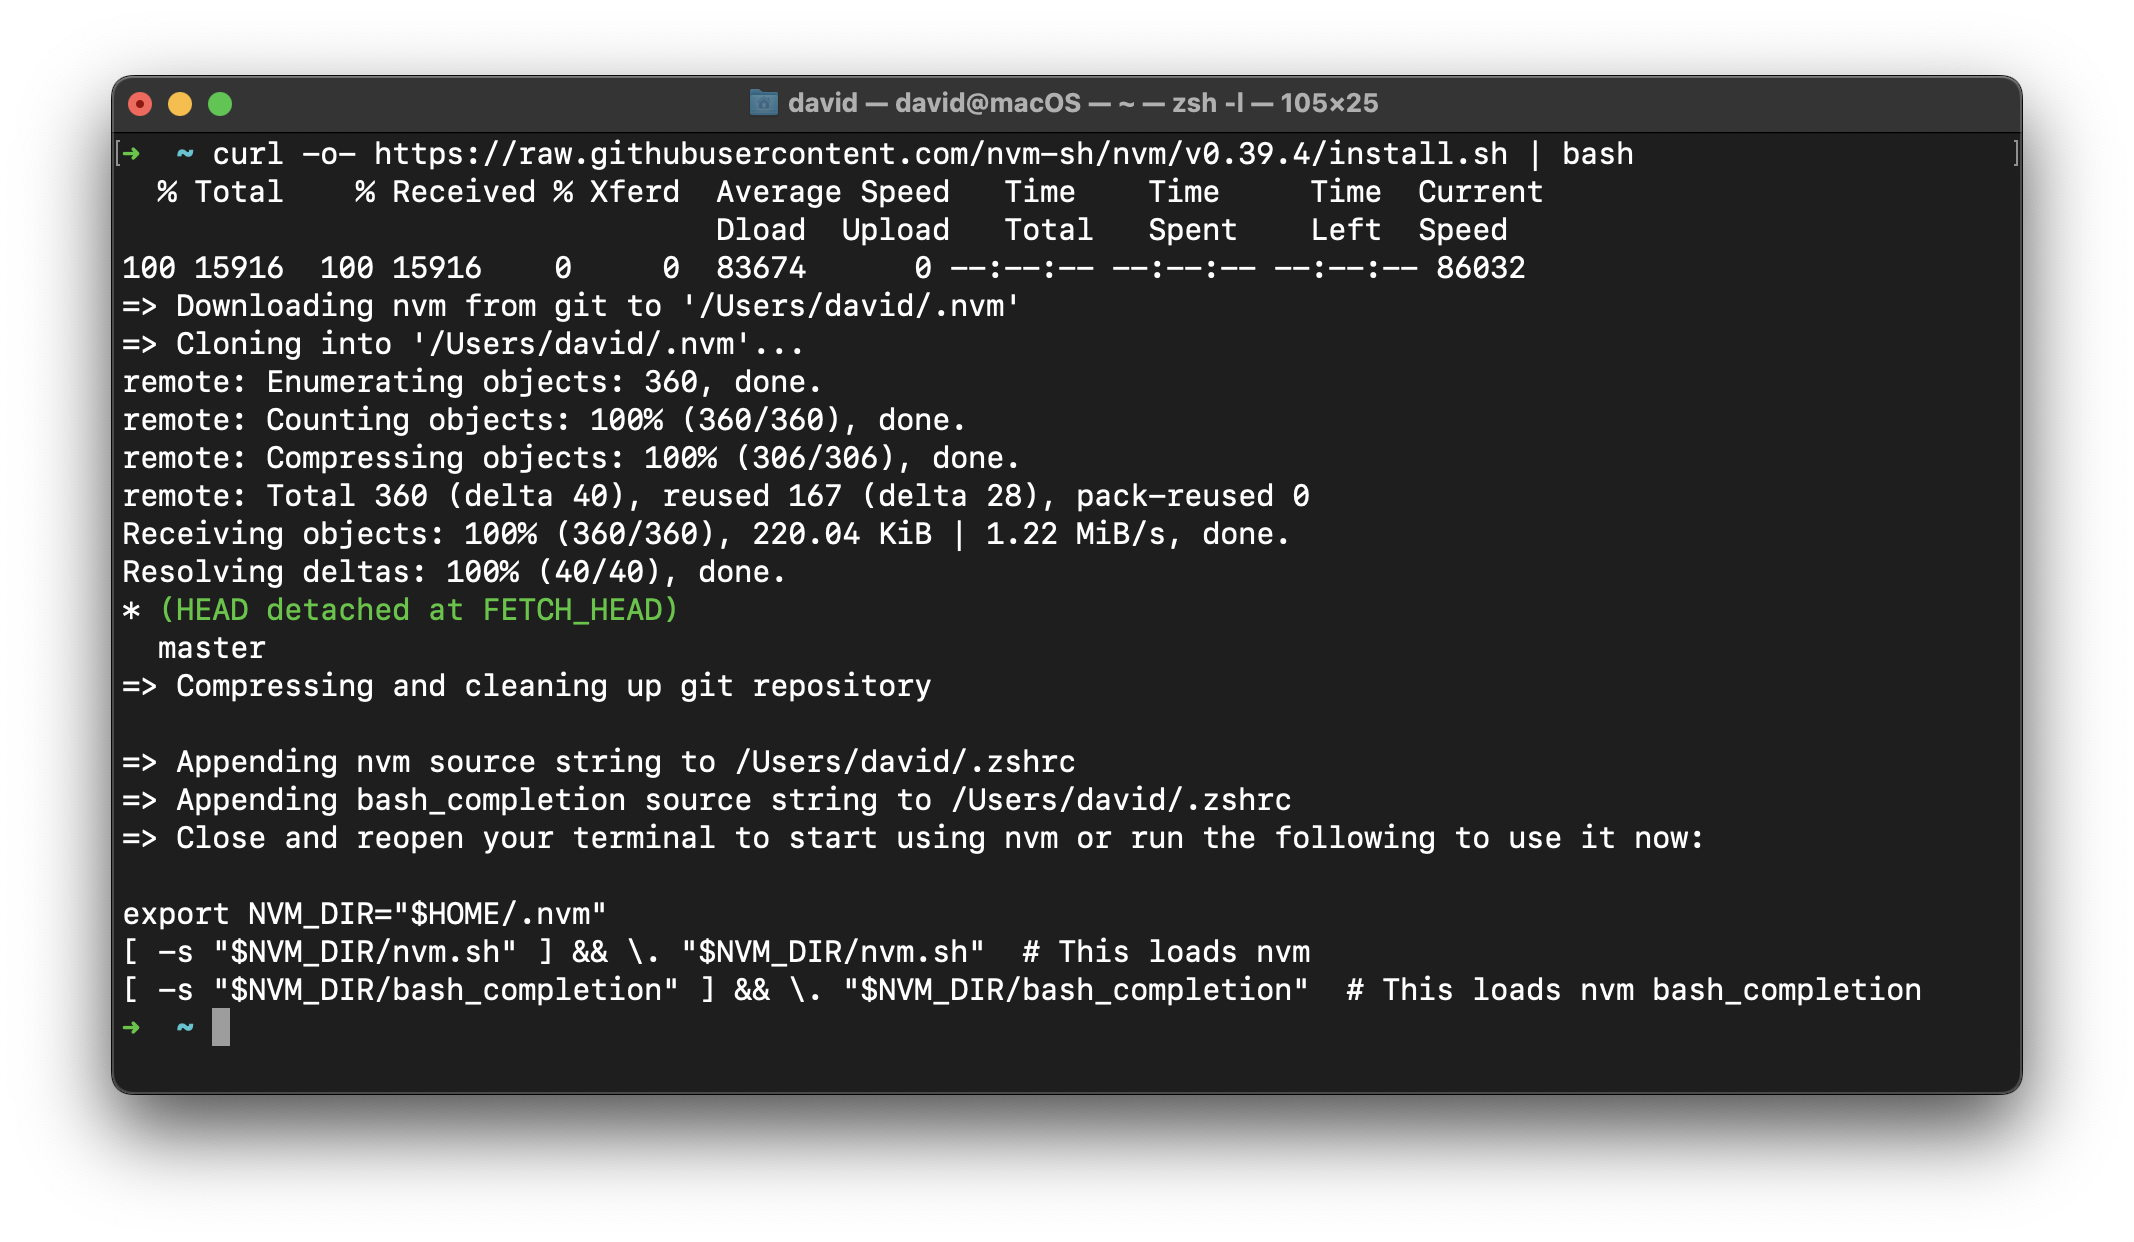 david — david@macOS — ~ — zsh -l — 105×25
[➜  ~ curl -o- https://raw.githubusercontent.com/nvm-sh/nvm/v0.39.4/install.sh | bash ]
  % Total    % Received % Xferd  Average Speed   Time    Time     Time  Current
                                 Dload  Upload   Total   Spent    Left  Speed
100 15916  100 15916    0     0  83674      0 --:--:-- --:--:-- --:--:-- 86032
=> Downloading nvm from git to '/Users/david/.nvm'
=> Cloning into '/Users/david/.nvm'...
remote: Enumerating objects: 360, done.
remote: Counting objects: 100% (360/360), done.
remote: Compressing objects: 100% (306/306), done.
remote: Total 360 (delta 40), reused 167 (delta 28), pack-reused 0
Receiving objects: 100% (360/360), 220.04 KiB | 1.22 MiB/s, done.
Resolving deltas: 100% (40/40), done.
* (HEAD detached at FETCH_HEAD)
  master
=> Compressing and cleaning up git repository

=> Appending nvm source string to /Users/david/.zshrc
=> Appending bash_completion source string to /Users/david/.zshrc
=> Close and reopen your terminal to start using nvm or run the following to use it now:

export NVM_DIR="$HOME/.nvm"
[ -s "$NVM_DIR/nvm.sh" ] && \. "$NVM_DIR/nvm.sh"  # This loads nvm
[ -s "$NVM_DIR/bash_completion" ] && \. "$NVM_DIR/bash_completion"  # This loads nvm bash_completion
➜  ~